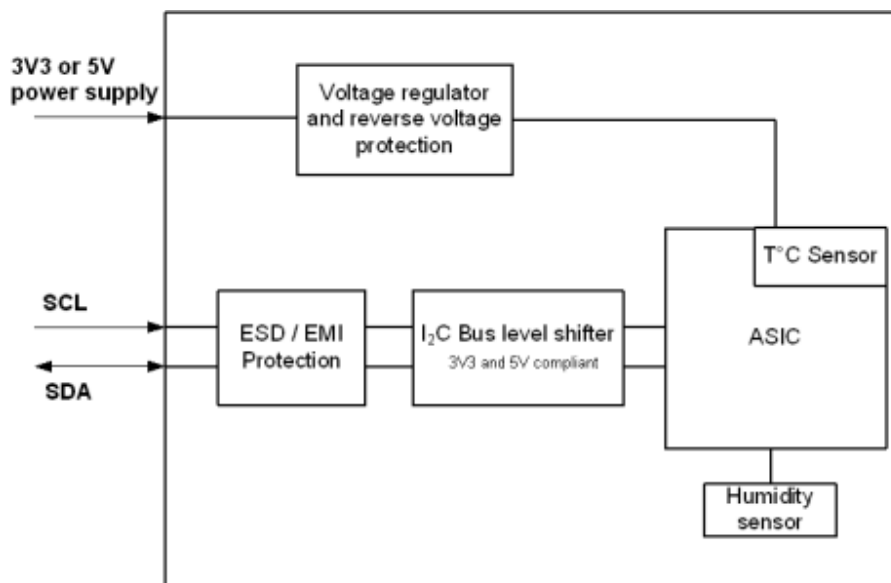 3V3 or 5V
power supply
Voltage regulator
and reverse voltage
protection
T°C Sensor
SCL
ESD / EMI
Protection
I₂C Bus level shifter
3V3 and 5V compliant
ASIC
SDA
Humidity
sensor